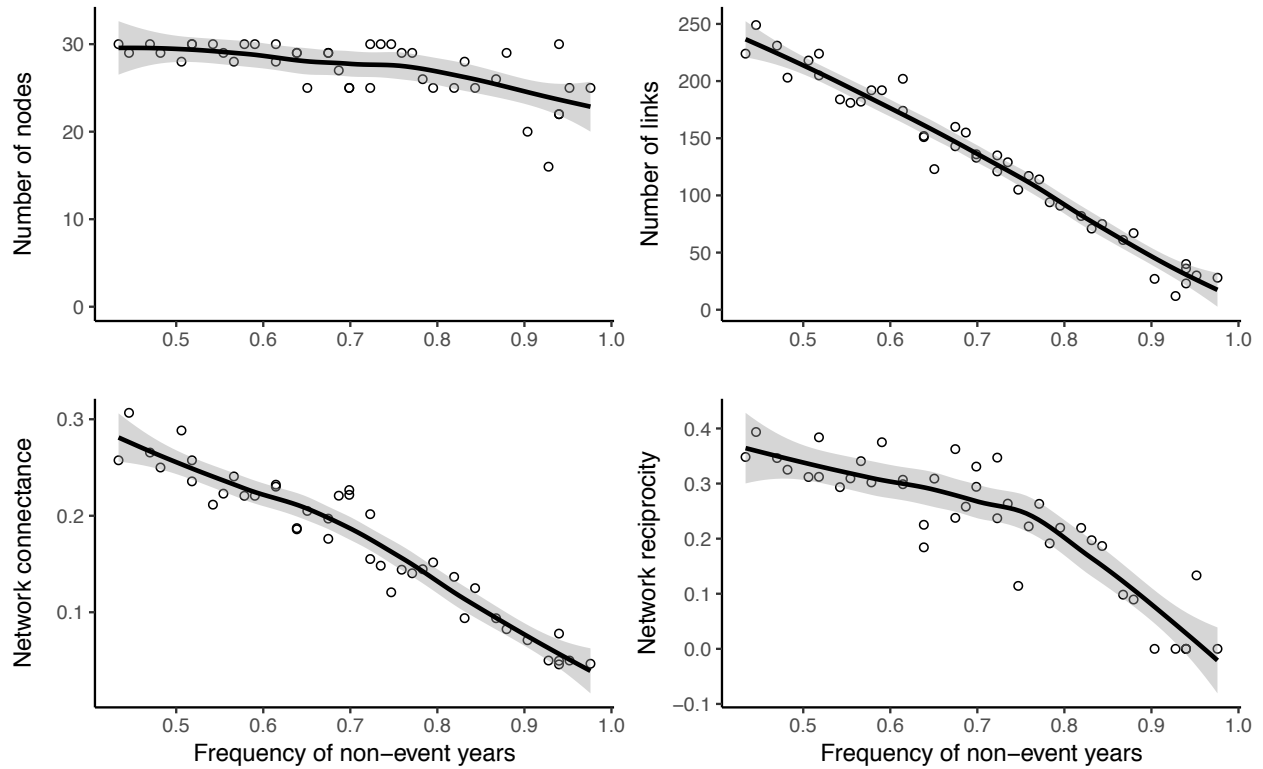 Number of nodes
30
20
10
0
0.5 0.6 0.7 0.8 0.9 1.0
Number of links
250
200
150
100
50
0
0.5 0.6 0.7 0.8 0.9 1.0
Network connectance
0.3
0.2
0.1
0.5 0.6 0.7 0.8 0.9 1.0
Frequency of non−event years
Network reciprocity
0.4
0.3
0.2
0.1
0.0
−0.1
0.5 0.6 0.7 0.8 0.9 1.0
Frequency of non−event years